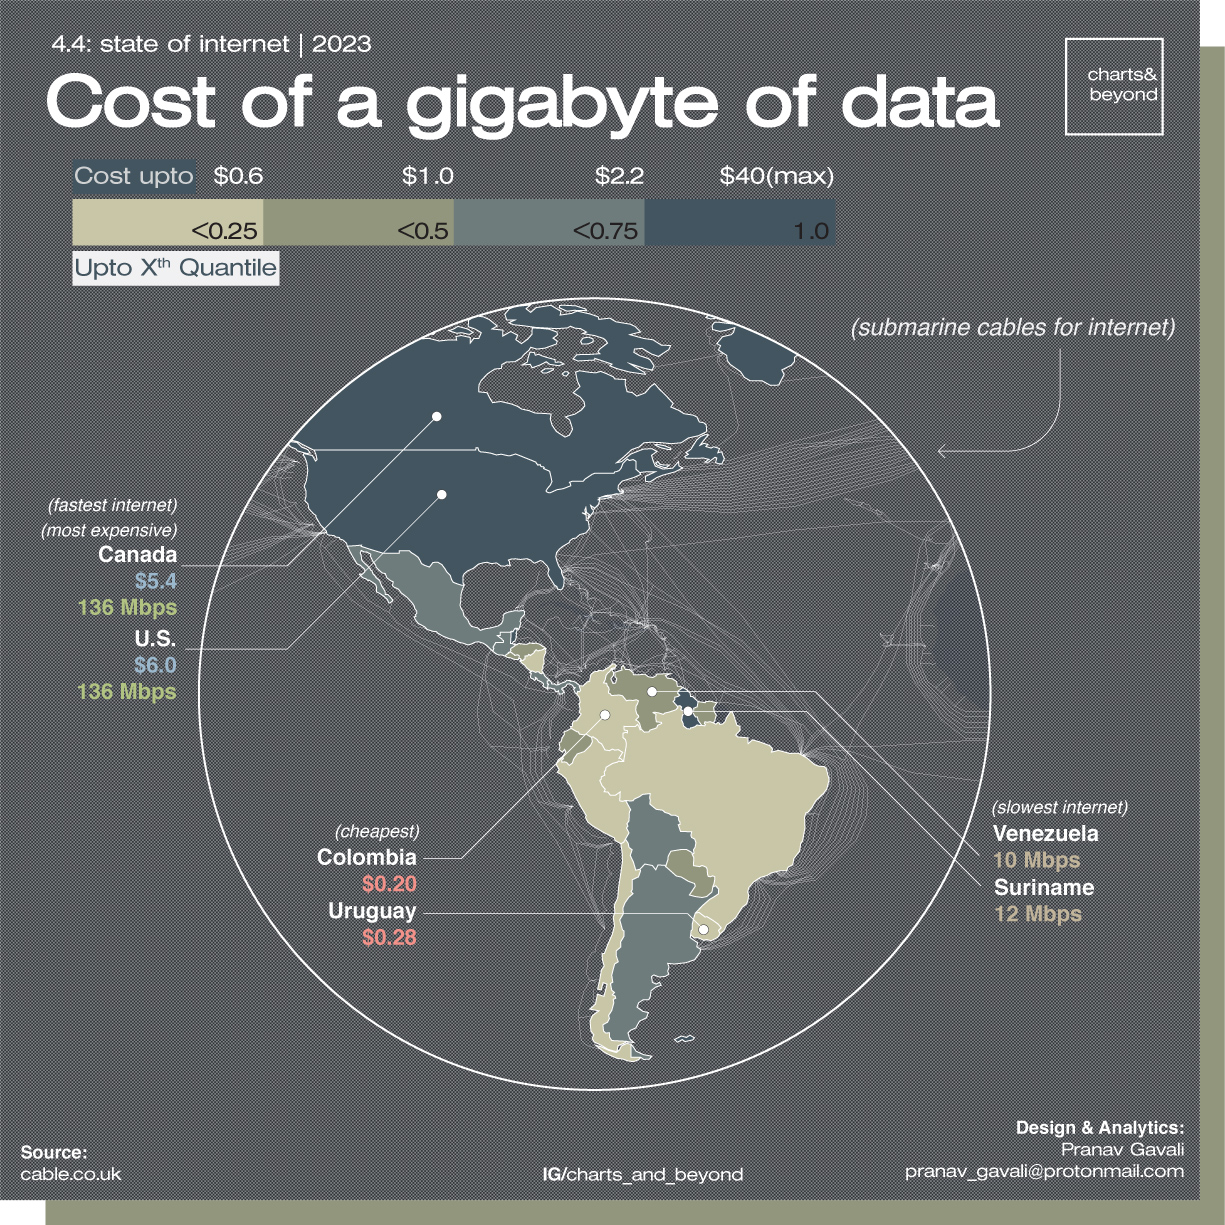 4.4: state of internet | 2023
Cost of a gigabyte of data
charts&
beyond
Cost upto $0.6 $1.0 $2.2 $40(max)
<0.25 <0.5 <0.75 1.0
Upto Xth Quantile
(submarine cables for internet)
(fastest internet)
(most expensive)
Canada
$5.4
136 Mbps
U.S.
$6.0
136 Mbps
(cheapest)
Colombia
$0.20
Uruguay
$0.28
(slowest internet)
Venezuela
10 Mbps
Suriname
12 Mbps
Source:
cable.co.uk
IG/charts_and_beyond
Design & Analytics:
Pranav Gavali
pranav_gavali@protonmail.com